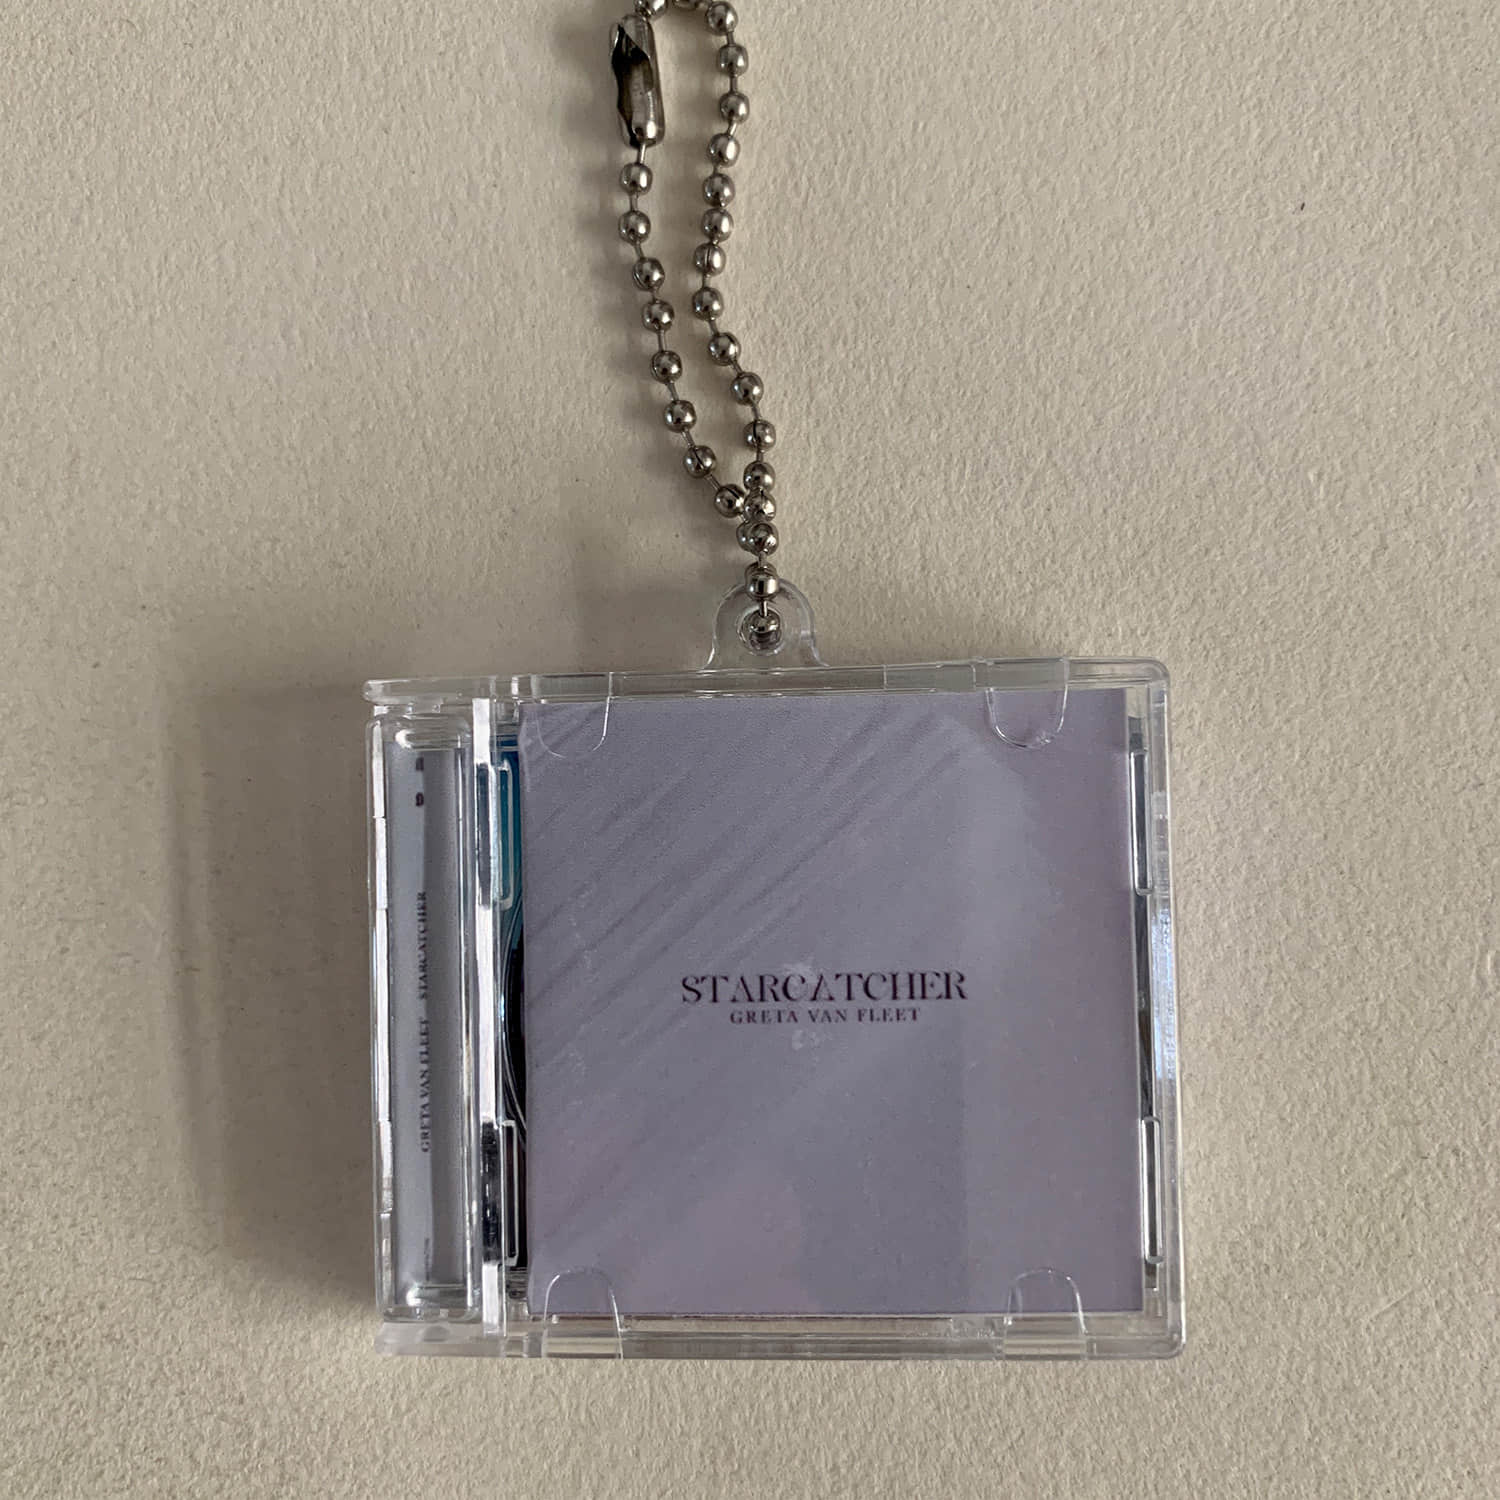 STARCATCHER
GRETA VAN FLEET
GRETA VAN FLEET STARCATCHER